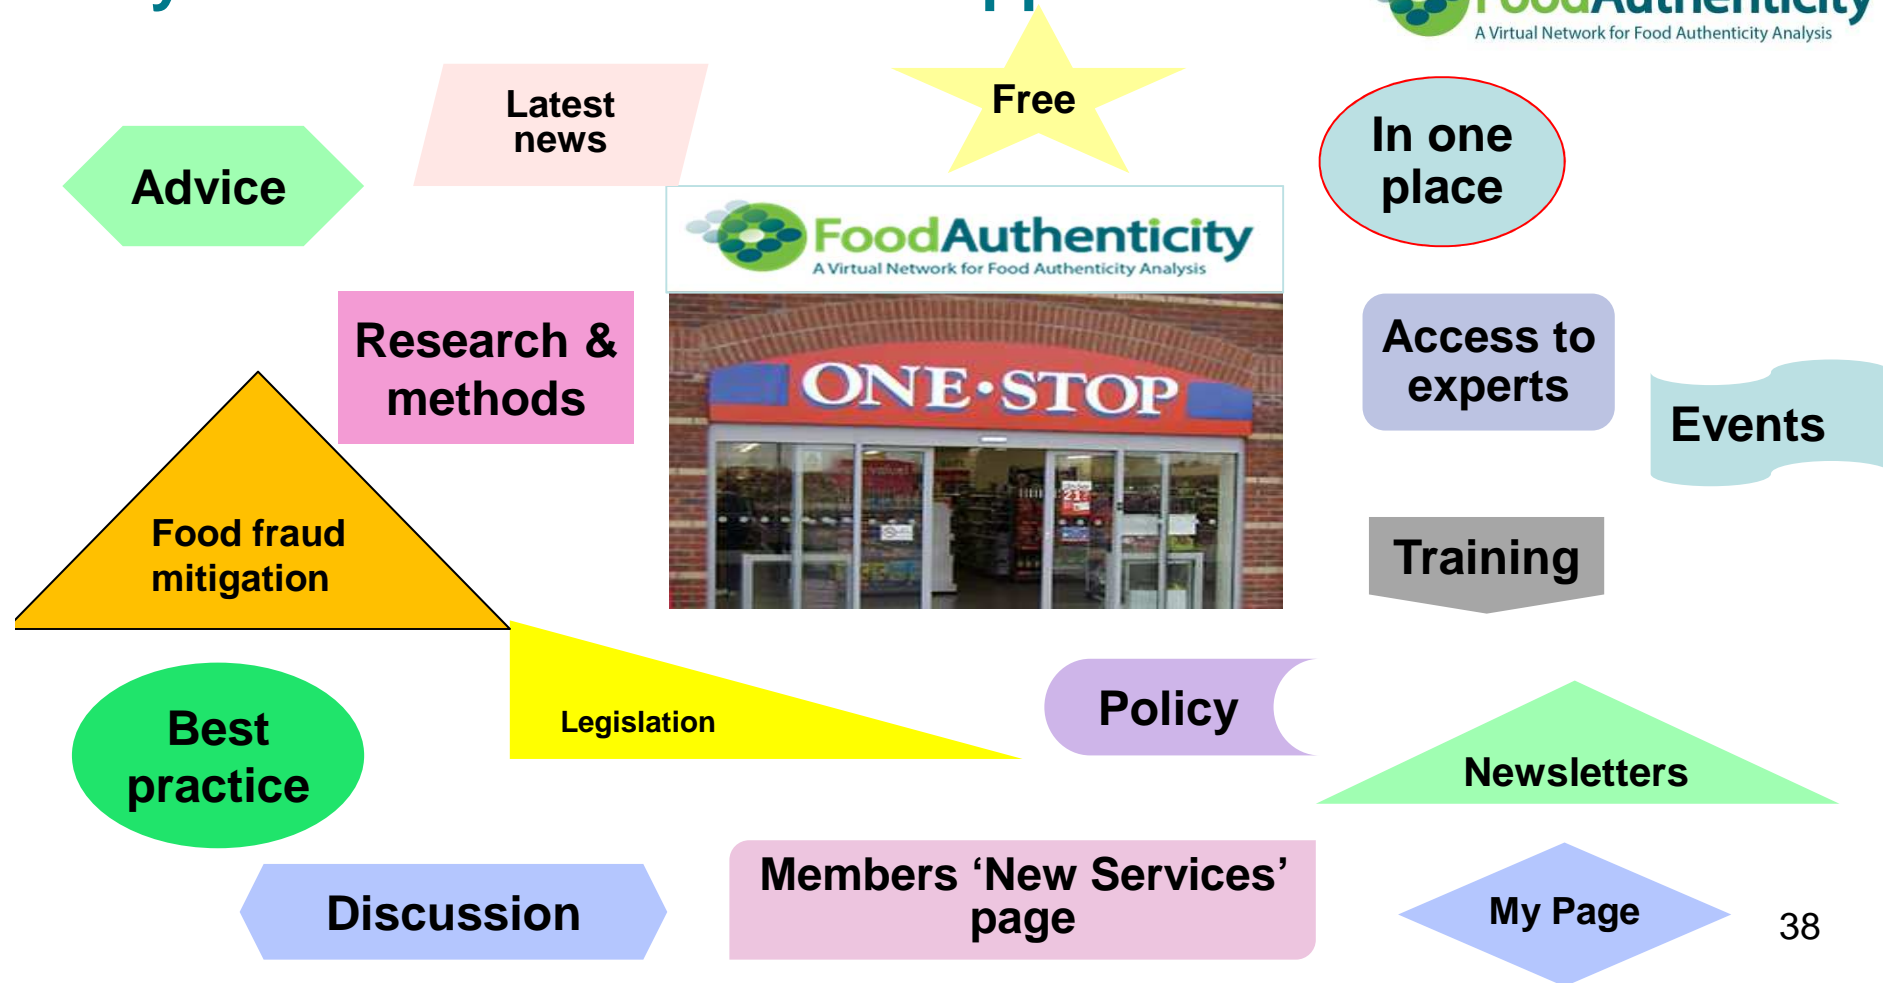 FoodAuthenticity
A Virtual Network for Food Authenticity Analysis
Free
Latest
news
In one
place
Advice
FoodAuthenticity
A Virtual Network for Food Authenticity Analysis
Research &
methods
Access to
experts
ONE·STOP
Events
Food fraud
mitigation
Training
Best
practice
Legislation
Policy
Newsletters
Discussion
Members ‘New Services’
page
My Page
38